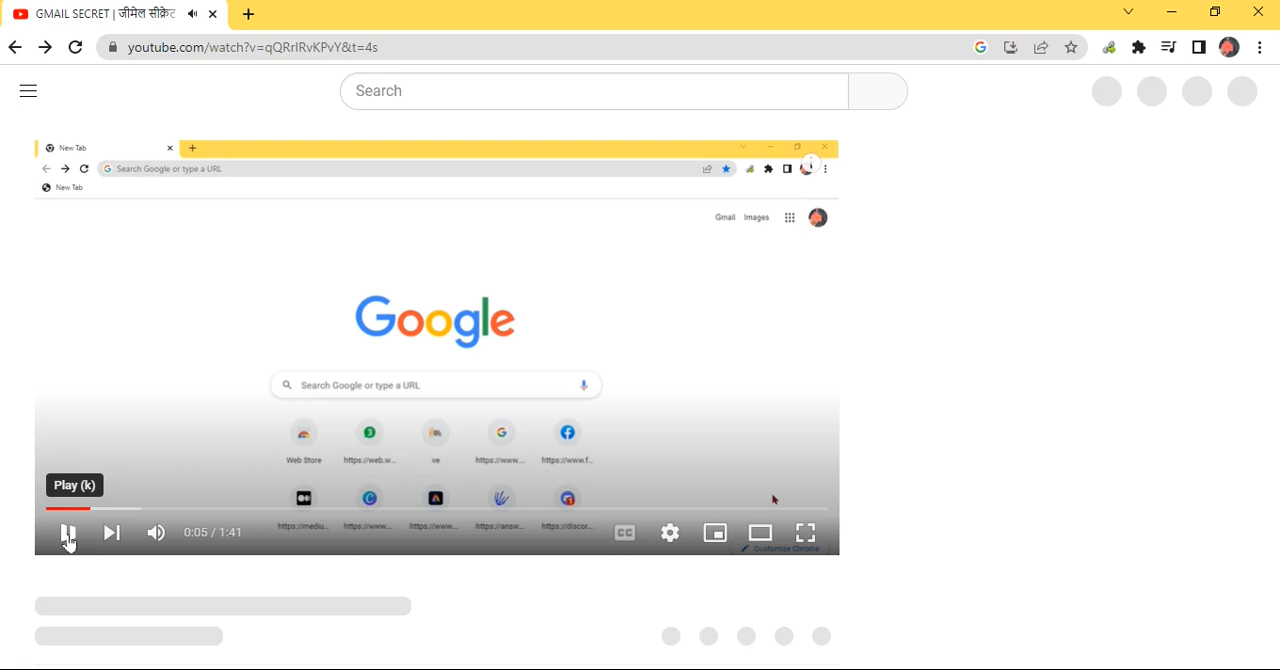 GMAIL SECRET | जीमेल सीक्रेट
youtube.com/watch?v=qQRrIRvKPvY&t=4s
Search
New Tab
Search Google or type a URL
New Tab
Gmail Images
Google
Search Google or type a URL
Web Store https://web.w... ve https://www... https://www.f...
https://mediu... https://www... https://www... https://answ... https://discor...
Play (k)
0:05 / 1:41
CC
Customize Chrome